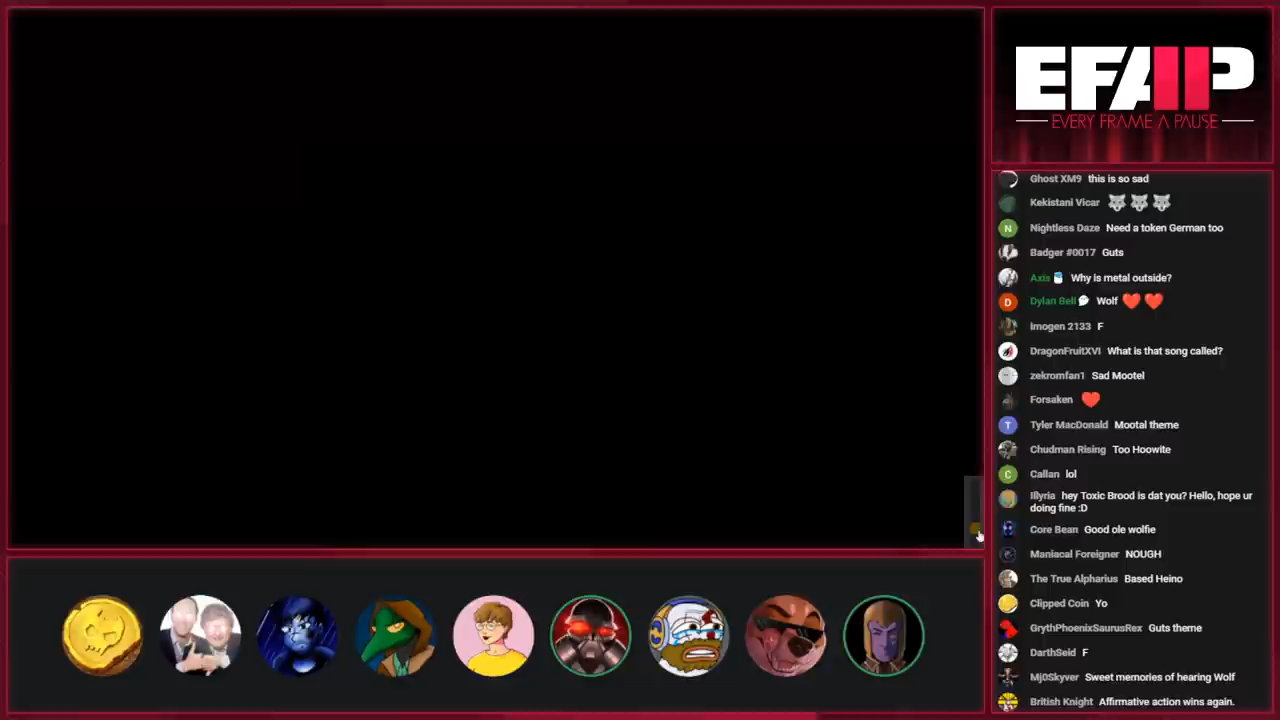 EFAP
EVERY FRAME A PAUSE
Ghost XM9 this is so sad
Kekistani Vicar
N Nightless Daze Need a token German too
Badger #0017 Guts
Axis Why is metal outside?
D Dylan Bell Wolf
Imogen 2133 F
DragonFruitXVI What is that song called?
zekromfan1 Sad Mootel
Forsaken
T Tyler MacDonald Mootal theme
Chudman Rising Too Hoowite
C Callan lol
Illyria hey Toxic Brood is dat you? Hello, hope ur
doing fine :D
Core Bean Good ole wolfie
Maniacal Foreigner NOUGH
The True Alpharius Based Heino
Clipped Coin Yo
GrythPhoenixSaurusRex Guts theme
DarthSeid F
Mj0Skyver Sweet memories of hearing Wolf
British Knight Affirmative action wins again.